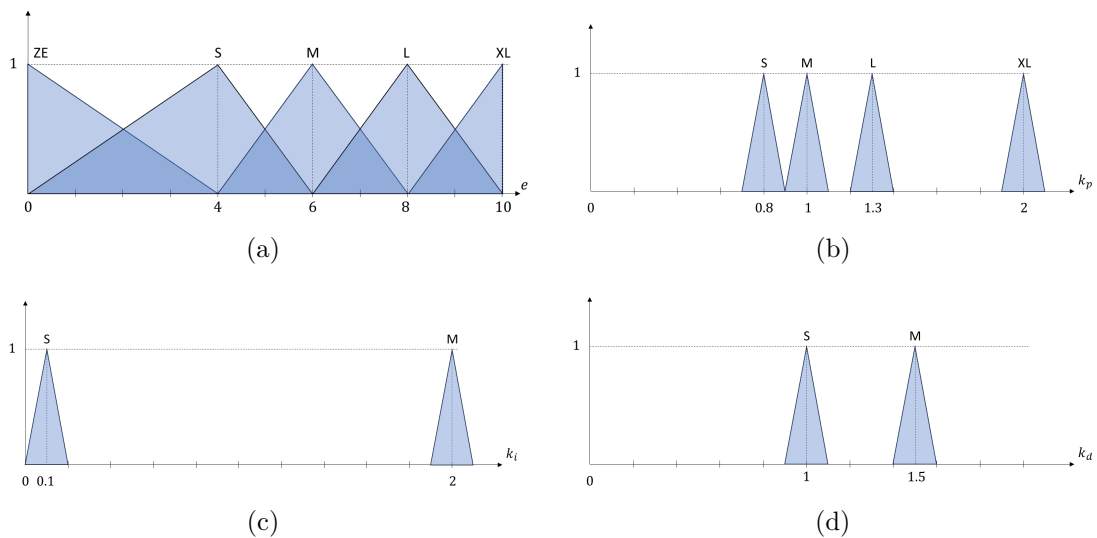 ZE S M L XL
1
e
0 4 6 8 10
(a)
S M L XL
1
k_p
0 0.8 1 1.3 2
(b)
S M
1
k_i
0 0.1 2
(c)
S M
1
k_d
0 1 1.5
(d)